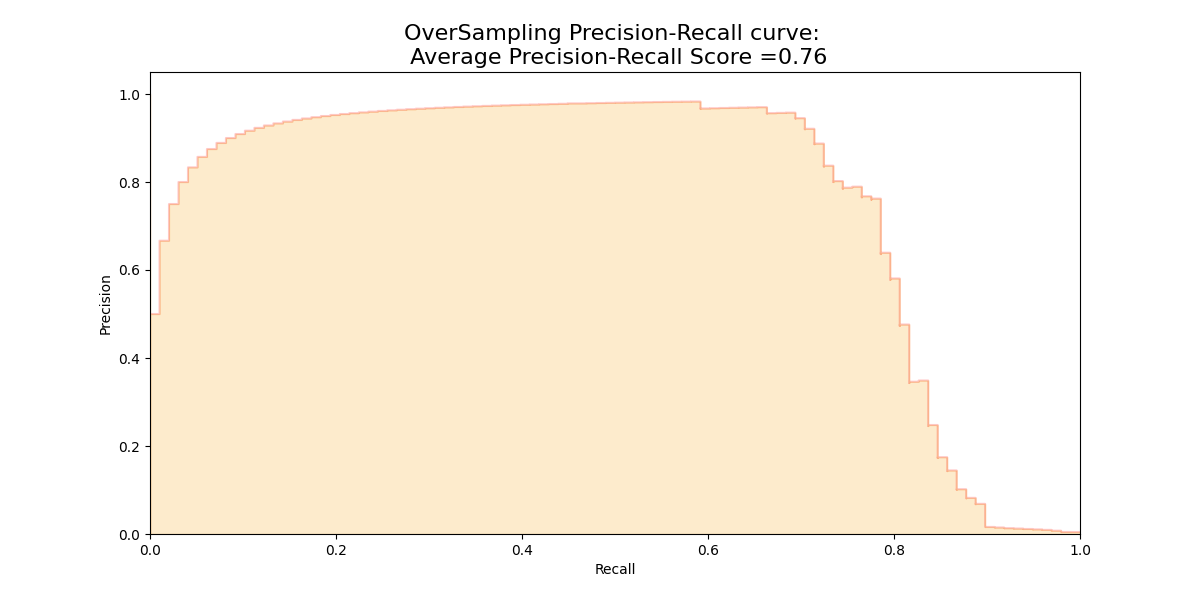 OverSampling Precision-Recall curve:
Average Precision-Recall Score =0.76
1.0
0.8
0.6
0.4
0.2
0.0
Precision
0.0 0.2 0.4 0.6 0.8 1.0
Recall